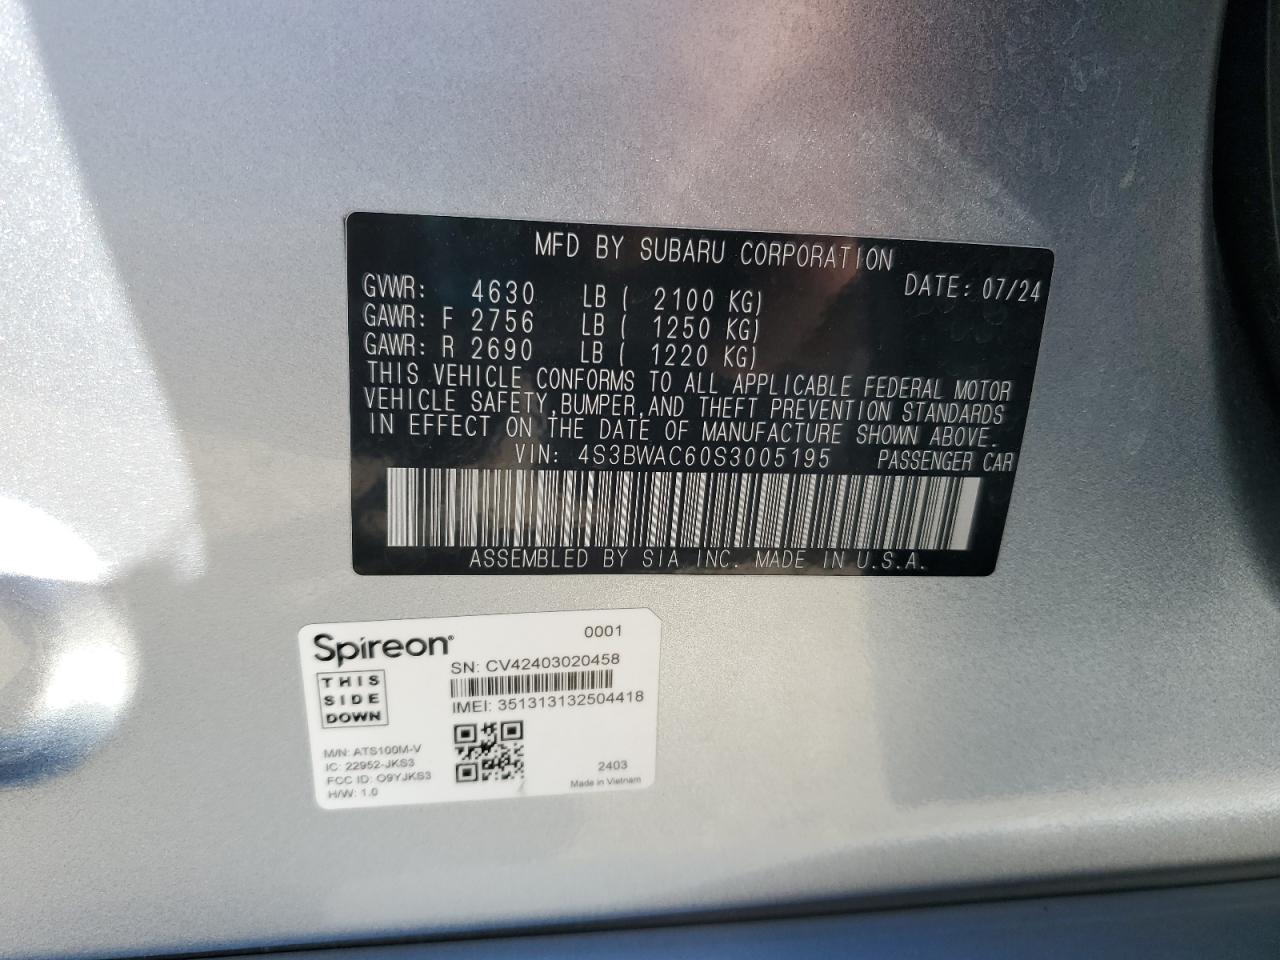 MFD BY SUBARU CORPORATION
DATE: 07/24
GVWR: 4630 LB ( 2100 KG)
GAWR: F 2756 LB ( 1250 KG)
GAWR: R 2690 LB ( 1220 KG)
THIS VEHICLE CONFORMS TO ALL APPLICABLE FEDERAL MOTOR
VEHICLE SAFETY,BUMPER,AND THEFT PREVENTION STANDARDS
IN EFFECT ON THE DATE OF MANUFACTURE SHOWN ABOVE.
VIN: 4S3BWAC60S3005195 PASSENGER CAR
ASSEMBLED BY SIA INC. MADE IN U.S.A.
Spireon® 0001
SN: CV42403020458
THIS
SIDE
DOWN
IMEI: 351313132504418
M/N: ATS100M-V
IC: 22952-JKS3
FCC ID: O9YJKS3
H/W: 1.0
2403
Made in Vietnam